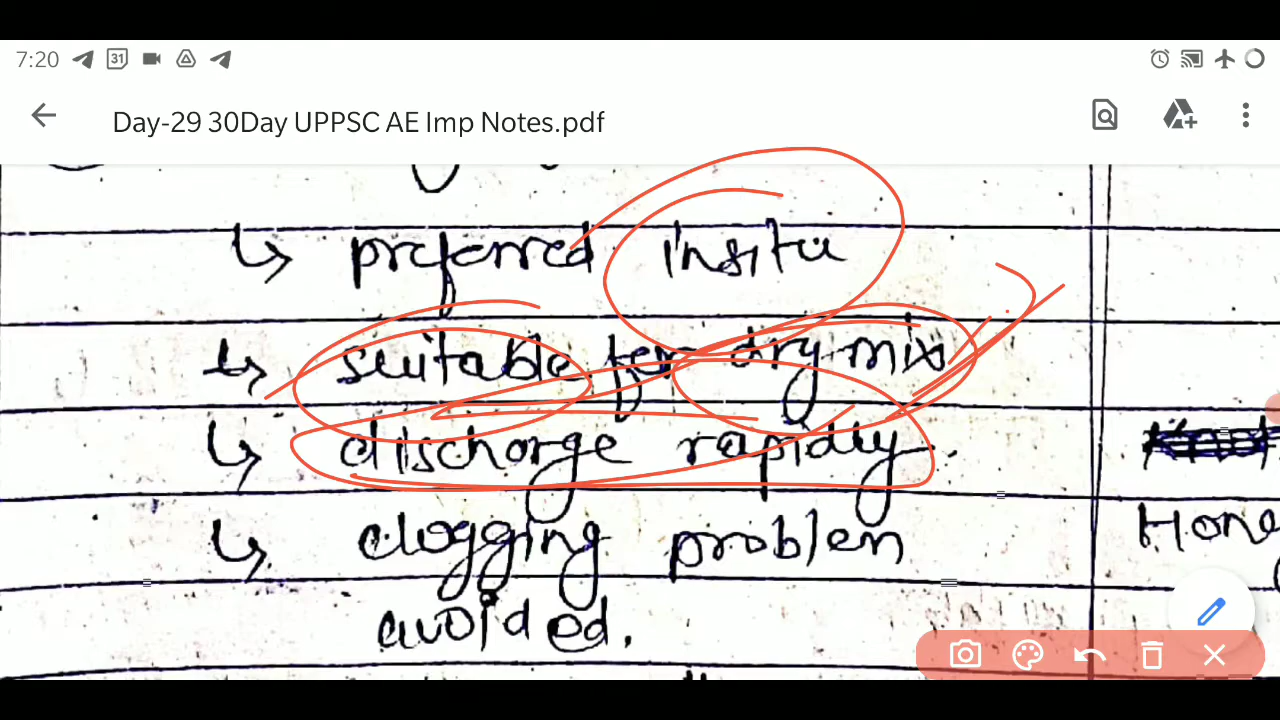 7:20 31
Day-29 30Day UPPSC AE Imp Notes.pdf
↳ preferred insitu
↳ suitable for dry mix
↳ discharge rapidly.
↳ clogging problem
avoided.
Hone